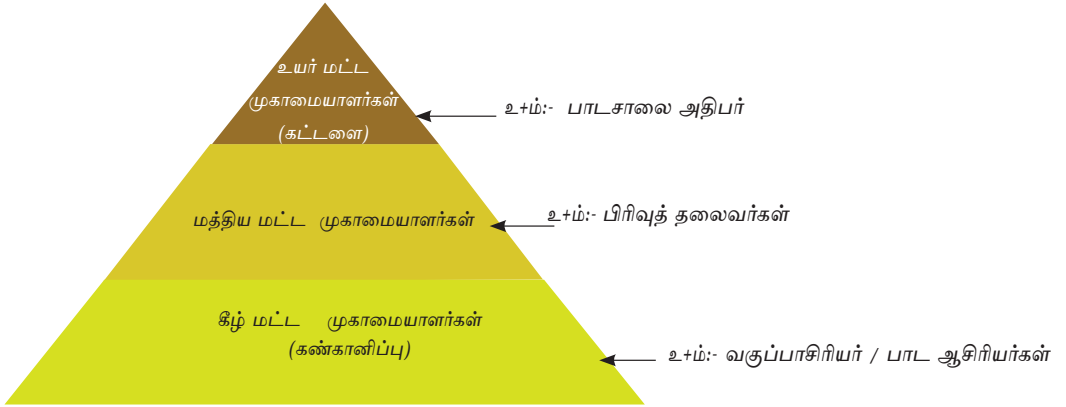 உயர் மட்ட
முகாமையாளர்கள்
(கட்டளை)
உ+ம்:- பாடசாலை அதிபர்
மத்திய மட்ட முகாமையாளர்கள்
உ+ம்:- பிரிவுத் தலைவர்கள்
கீழ் மட்ட முகாமையாளர்கள்
(கண்கானிப்பு)
உ+ம்:- வகுப்பாசிரியர் / பாட ஆசிரியர்கள்